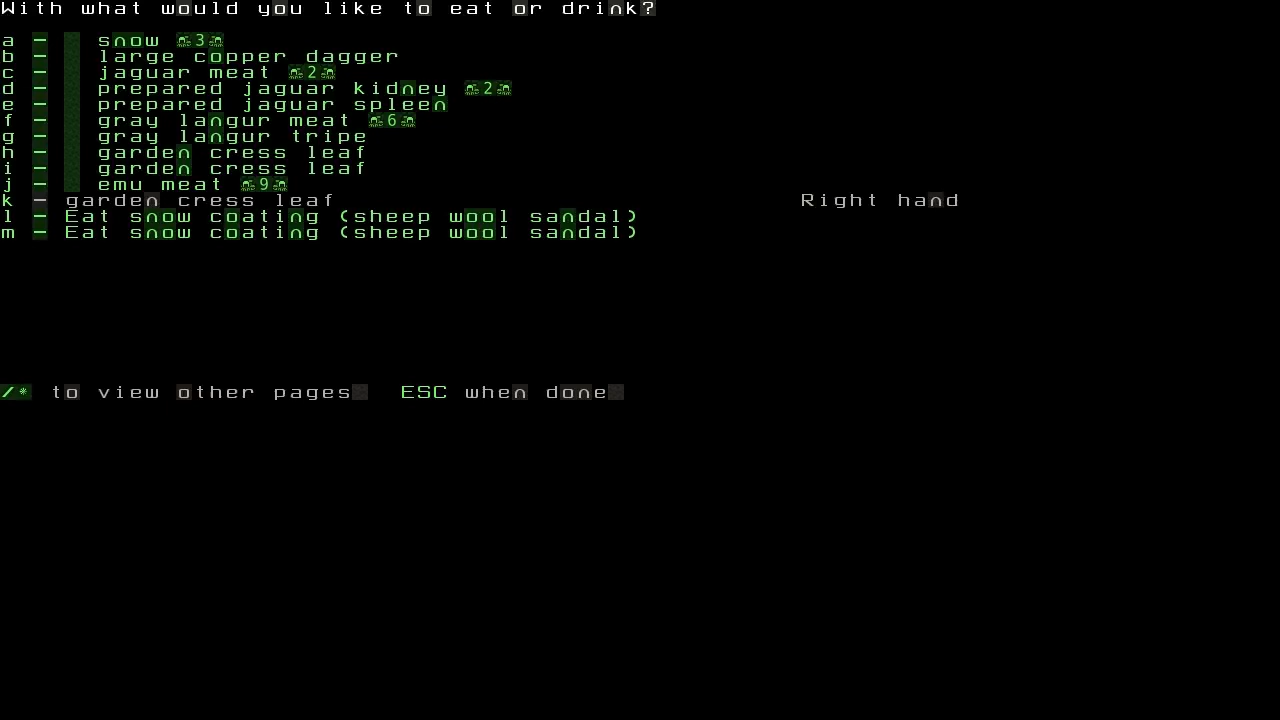 With what would you like to eat or drink?
a - snow 3
b - large copper dagger
c - jaguar meat 2
d - prepared jaguar kidney 2
e - prepared jaguar spleen
f - gray langur meat 6
g - gray langur tripe
h - garden cress leaf
i - garden cress leaf
j - emu meat 9
k - garden cress leaf Right hand
l - Eat snow coating (sheep wool sandal)
m - Eat snow coating (sheep wool sandal)
/* to view other pages ESC when done